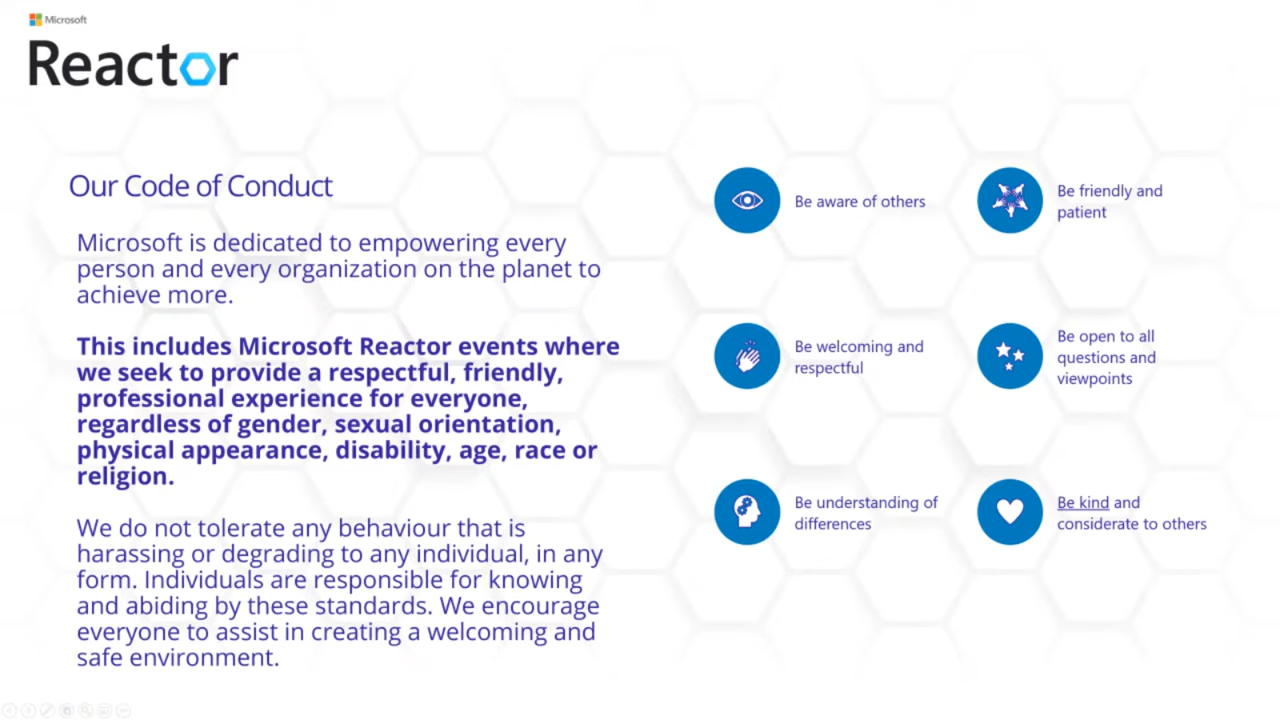 Microsoft
Reactor
Our Code of Conduct
Microsoft is dedicated to empowering every
person and every organization on the planet to
achieve more.
This includes Microsoft Reactor events where
we seek to provide a respectful, friendly,
professional experience for everyone,
regardless of gender, sexual orientation,
physical appearance, disability, age, race or
religion.
We do not tolerate any behaviour that is
harassing or degrading to any individual, in any
form. Individuals are responsible for knowing
and abiding by these standards. We encourage
everyone to assist in creating a welcoming and
safe environment.
Be aware of others
Be friendly and
patient
Be welcoming and
respectful
Be open to all
questions and
viewpoints
Be understanding of
differences
Be kind and
considerate to others